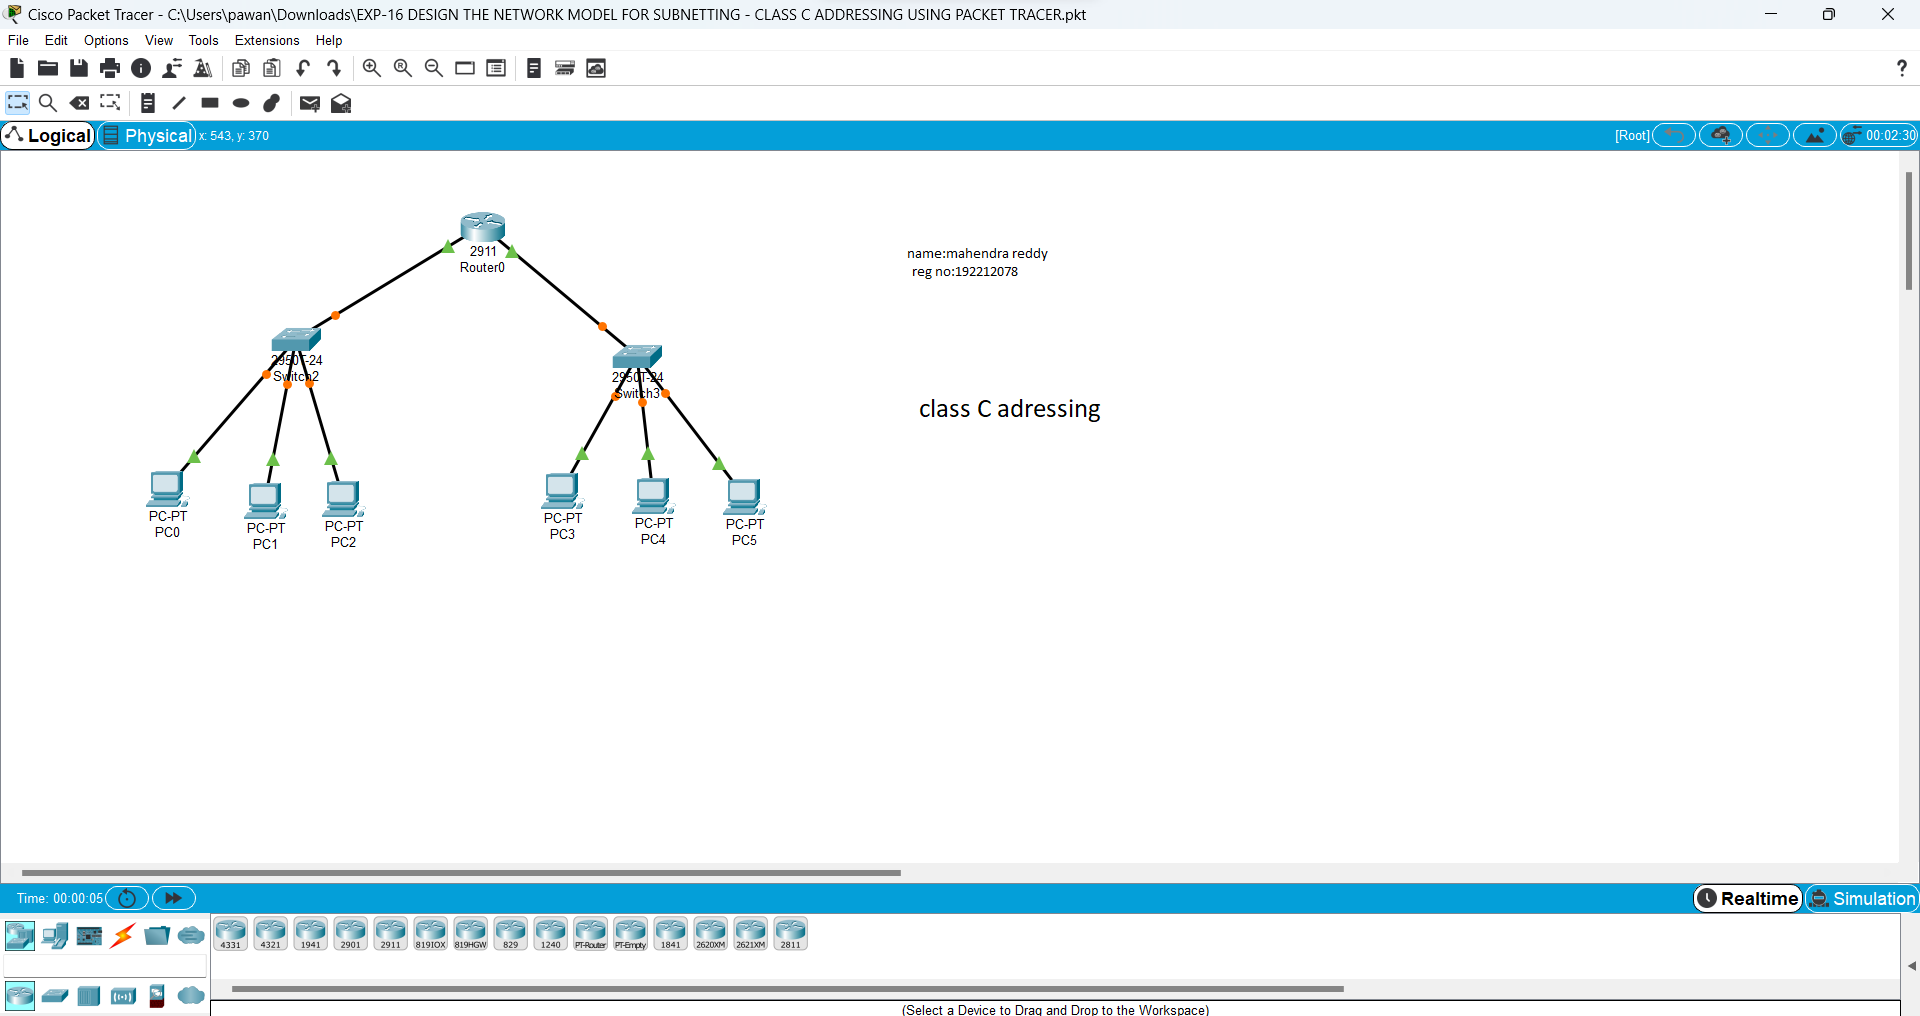 Cisco Packet Tracer - C:\Users\pawan\Downloads\EXP-16 DESIGN THE NETWORK MODEL FOR SUBNETTING - CLASS C ADDRESSING USING PACKET TRACER.pkt
File Edit Options View Tools Extensions Help
?
Logical Physical x: 543, y: 370 [Root] 00:02:30
2911
Router0
name:mahendra reddy
reg no:192212078
2950T-24
Switch2
2950T-24
Switch3
class C adressing
PC-PT
PC0
PC-PT
PC1
PC-PT
PC2
PC-PT
PC3
PC-PT
PC4
PC-PT
PC5
Time: 00:00:05 Realtime Simulation
4331 4321 1941 2901 2911 819IOX 819HGW 829 1240 PT-Router PT-Empty 1841 2620XM 2621XM 2811
(Select a Device to Drag and Drop to the Workspace)